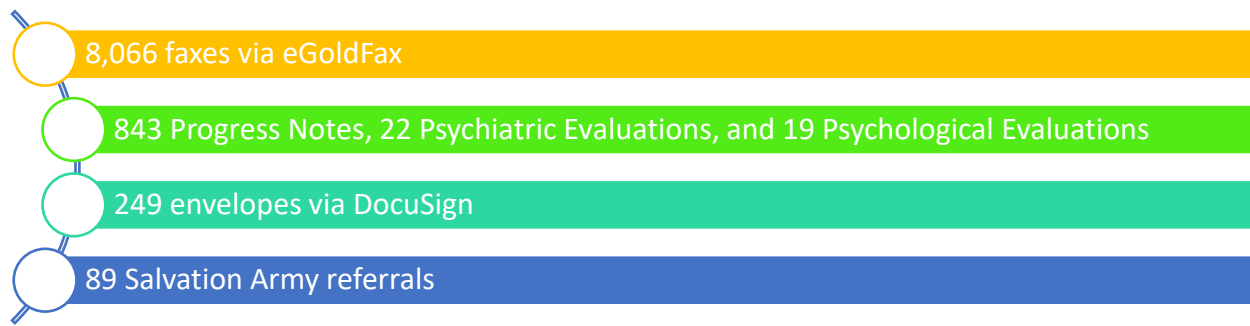 8,066 faxes via eGoldFax
843 Progress Notes, 22 Psychiatric Evaluations, and 19 Psychological Evaluations
249 envelopes via DocuSign
89 Salvation Army referrals